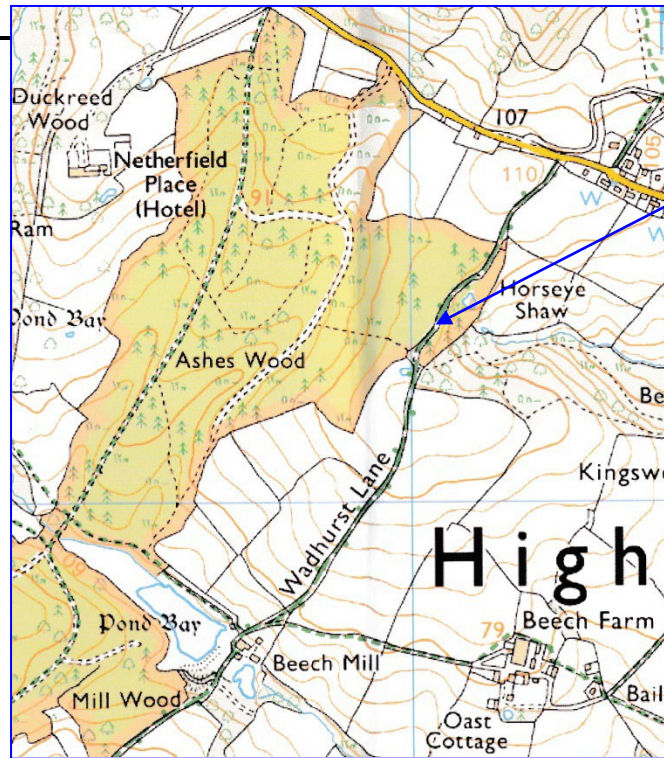 Duckreed
Wood
107
Netherfield
Place
(Hotel)
110
105
91
W
W
Ram
Horseye
Shaw
Pond Bay
Ashes Wood
Be
Kingsw
Wadhurst Lane
High
Pond Bay
79
Beech Farm
Beech Mill
Mill Wood
Bail
Oast
Cottage